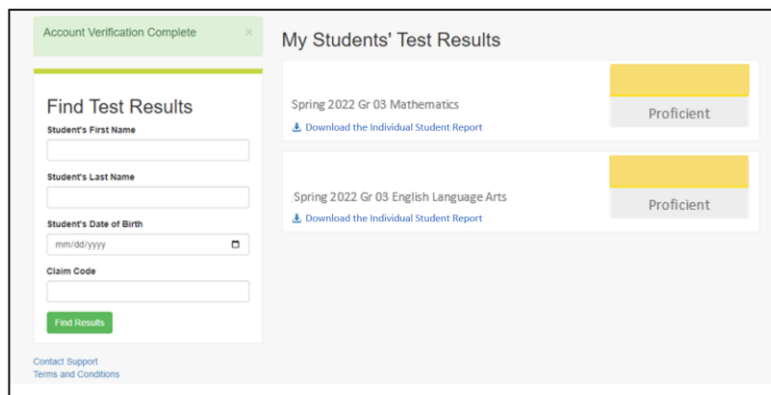 Account Verification Complete ×
Find Test Results
Student's First Name
Student's Last Name
Student's Date of Birth
mm/dd/yyyy
Claim Code
Find Results
Contact Support
Terms and Conditions
My Students' Test Results
Spring 2022 Gr 03 Mathematics
Download the Individual Student Report
Proficient
Spring 2022 Gr 03 English Language Arts
Download the Individual Student Report
Proficient